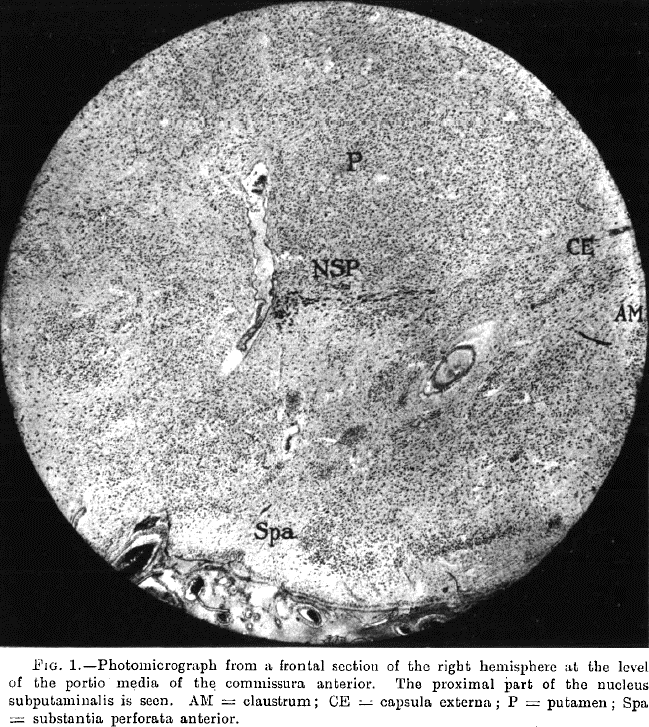 P
CE
NSP
AM
Spa
FIG. 1.—Photomicrograph from a frontal section of the right hemisphere at the level
of the portio media of the commissura anterior. The proximal part of the nucleus
subputaminalis is seen. AM = claustrum; CE = capsula externa; P = putamen; Spa
= substantia perforata anterior.